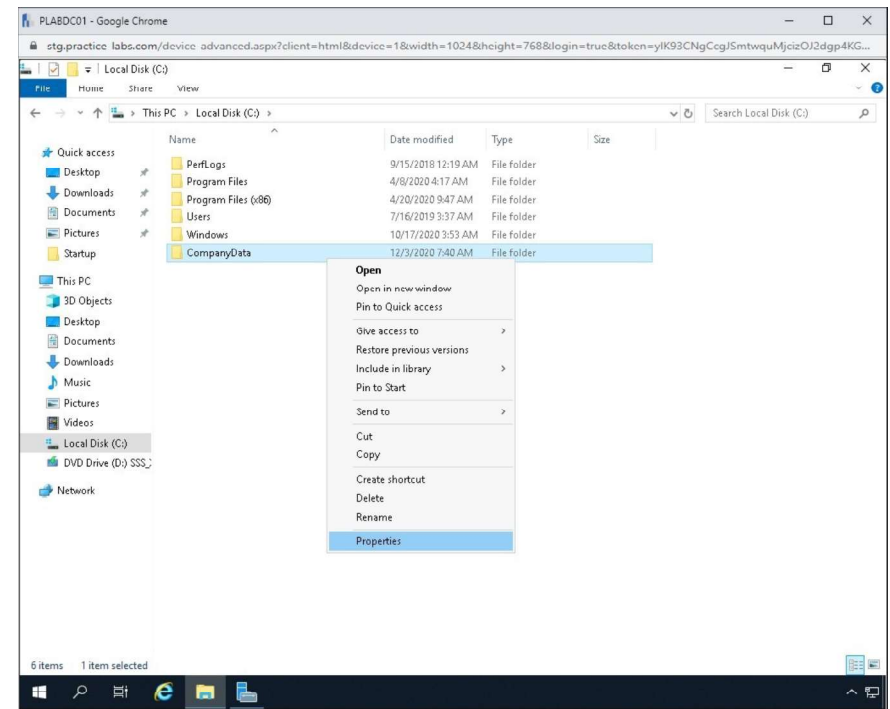 PLABDC01 - Google Chrome
stg.practice-labs.com/device-advanced.aspx?client=html&device=1&width=1024&height=768&login=true&token=yIK93CNgCcgJSmtwquMjcizOJ2dgp4KG...
Local Disk (C:)
File Home Share View
This PC > Local Disk (C:) >
Search Local Disk (C:)
Name Date modified Type Size
Quick access
Desktop
Downloads
Documents
Pictures
Startup
This PC
3D Objects
Desktop
Documents
Downloads
Music
Pictures
Videos
Local Disk (C:)
DVD Drive (D:) SSS_
Network
PerfLogs 9/15/2018 12:19 AM File folder
Program Files 4/8/2020 4:17 AM File folder
Program Files (x86) 4/20/2020 9:47 AM File folder
Users 7/16/2019 3:37 AM File folder
Windows 10/17/2020 3:53 AM File folder
CompanyData 12/3/2020 7:40 AM File folder
Open
Open in new window
Pin to Quick access
Give access to
Restore previous versions
Include in library
Pin to Start
Send to
Cut
Copy
Create shortcut
Delete
Rename
Properties
6 items 1 item selected